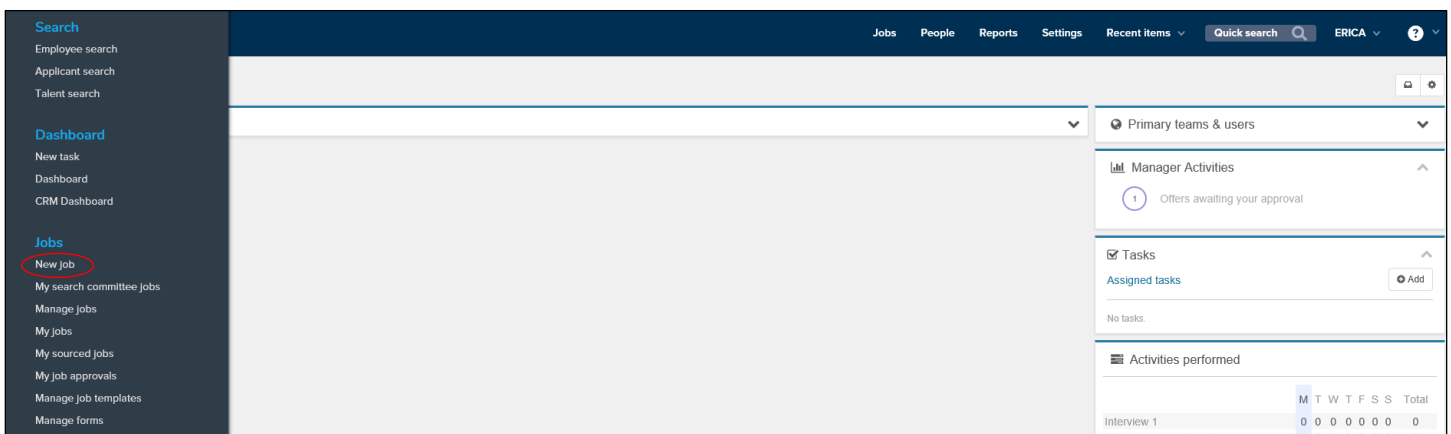 Search
Employee search
Applicant search
Talent search
Dashboard
New task
Dashboard
CRM Dashboard
Jobs
New job
My search committee jobs
Manage jobs
My jobs
My sourced jobs
My job approvals
Manage job templates
Manage forms
Jobs People Reports Settings Recent items Quick search ERICA ?
Primary teams & users
Manager Activities
1 Offers awaiting your approval
Tasks
Assigned tasks Add
No tasks.
Activities performed
M T W T F S S Total
Interview 1 0 0 0 0 0 0 0 0